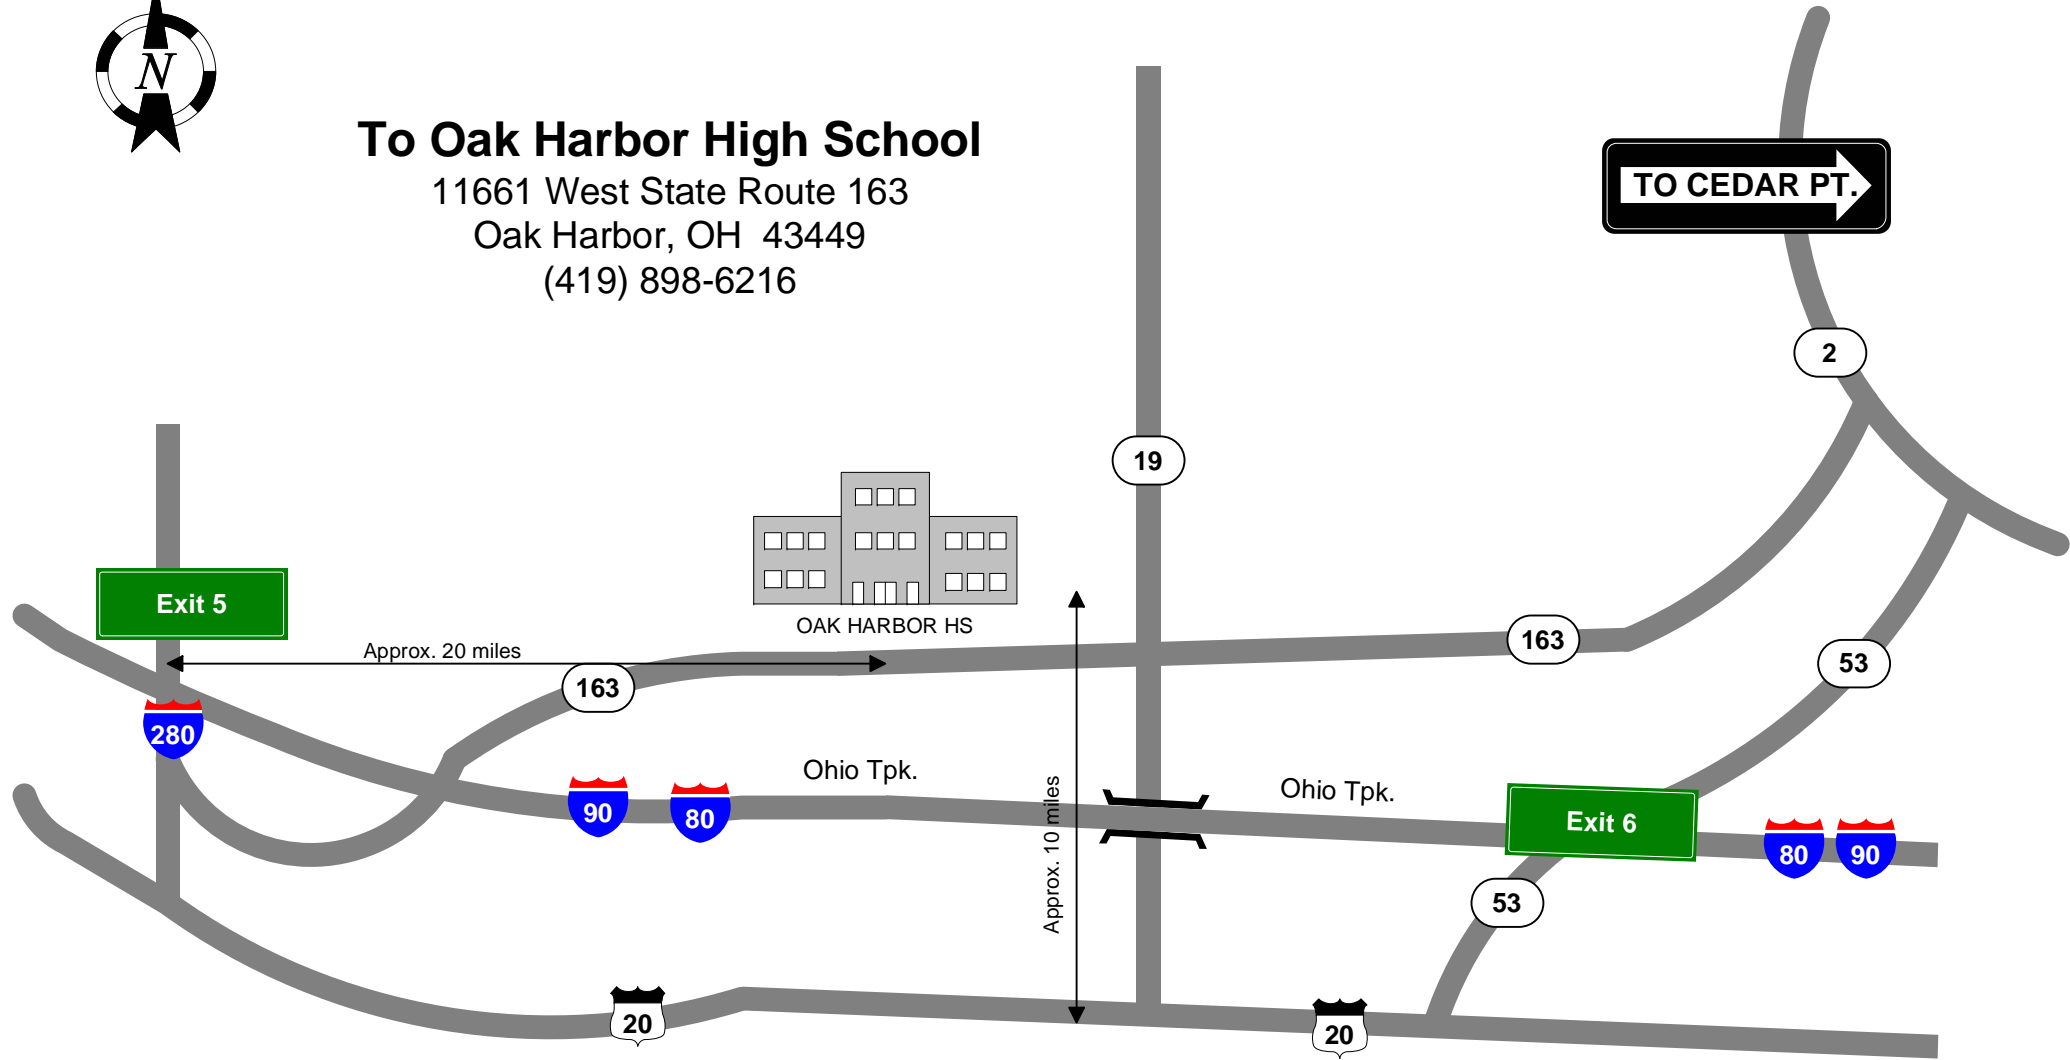 N
To Oak Harbor High School
11661 West State Route 163
Oak Harbor, OH  43449
(419) 898-6216
TO CEDAR PT.
2
19
Exit 5
OAK HARBOR HS
Approx. 20 miles
163
163
53
280
Ohio Tpk.
Ohio Tpk.
90
80
Approx. 10 miles
Exit 6
80
90
53
20
20